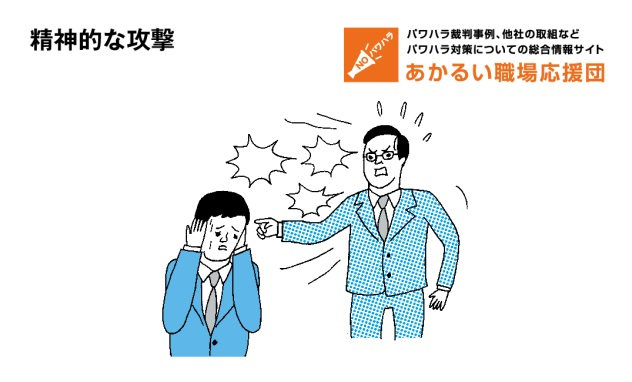 精神的な攻撃
NO パワハラ
パワハラ裁判事例、他社の取組など
パワハラ対策についての総合情報サイト
あかるい職場応援団